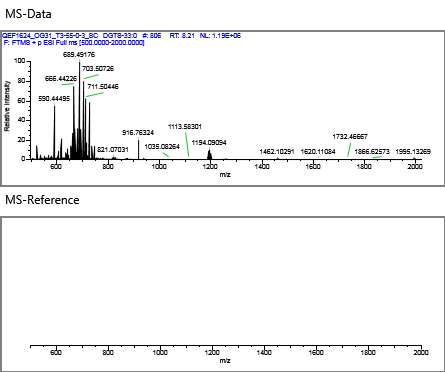 MS-Data
QEF1624_OG31_T3-55-0-3_SC DGTS-33:0 #: 806 RT: 8.21 NL: 1.19E+06
F: FTMS + p ESI Full ms [500.0000-2000.0000]
689.49176
100
703.50726
80
666.44226
711.50446
60
590.44495
Relative Intensity
40
1113.58301
916.76324
1732.46667
20
1194.09094
821.07031
1035.08264
1462.10291
1620.11084
1866.62573
1995.13269
0
600 800 1000 1200 1400 1600 1800 2000
m/z
MS-Reference
600 800 1000 1200 1400 1600 1800 2000
m/z